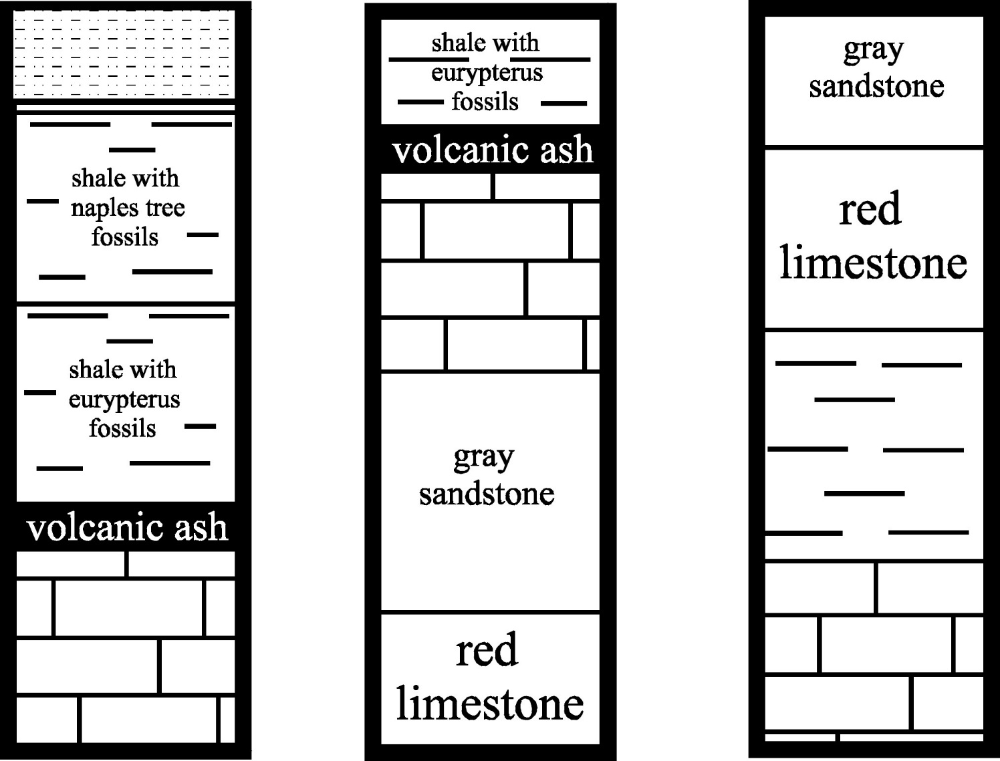 shale with
naples tree
fossils
shale with
eurypterus
fossils
volcanic ash
shale with
eurypterus
fossils
volcanic ash
gray
sandstone
red
limestone
gray
sandstone
red
limestone